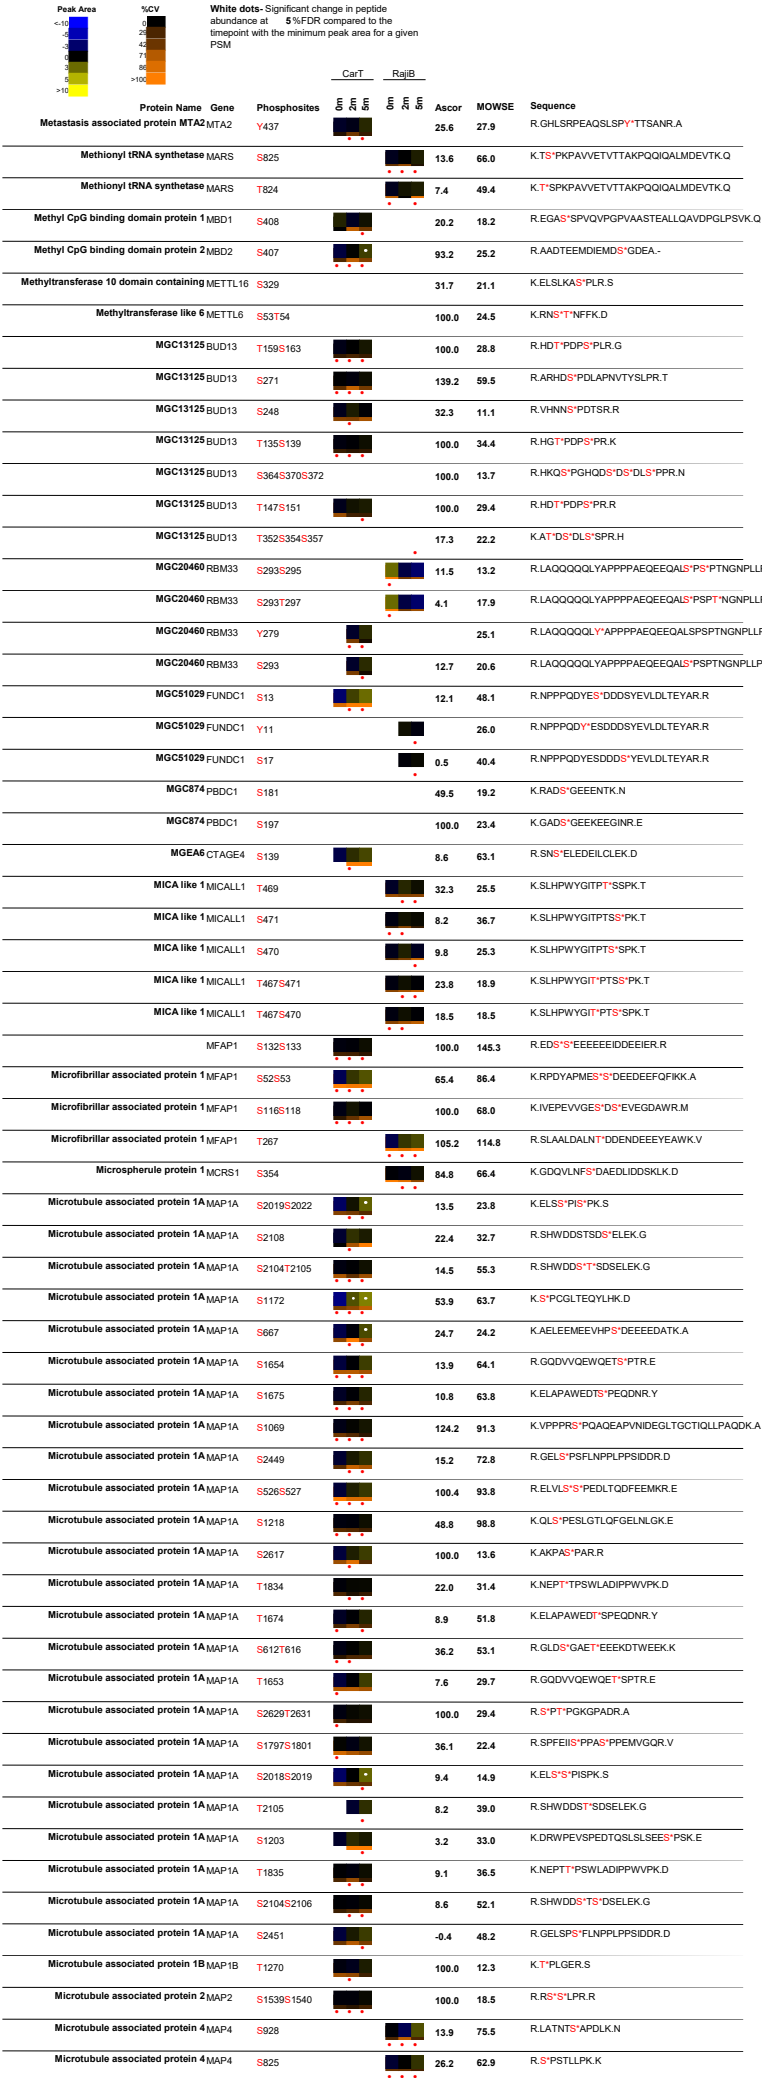 Peak Area %CV White dots- Significant change in peptide
abundance at 5 %FDR compared to the
timepoint with the minimum peak area for a given
PSM
<-10 0
-5 29
-3 42
0 71
3 86
5 >100
>10
CarT RajiB
Protein Name Gene Phosphosites 0m 2m 5m 0m 2m 5m Ascor MOWSE Sequence
Metastasis associated protein MTA2 MTA2 Y437 25.6 27.9 R.GHLSRPEAQSLSPY*TTSANR.A
Methionyl tRNA synthetase MARS S825 13.6 66.0 K.TS*PKPAVVETVTTAKPQQIQALMDEVTK.Q
Methionyl tRNA synthetase MARS T824 7.4 49.4 K.T*SPKPAVVETVTTAKPQQIQALMDEVTK.Q
Methyl CpG binding domain protein 1 MBD1 S408 20.2 18.2 R.EGAS*SPVQVPGPVAASTEALLQAVDPGLPSVK.Q
Methyl CpG binding domain protein 2 MBD2 S407 93.2 25.2 R.AADTEEMDIEMDS*GDEA.-
Methyltransferase 10 domain containing METTL16 S329 31.7 21.1 K.ELSLKAS*PLR.S
Methyltransferase like 6 METTL6 S53T54 100.0 24.5 K.RNS*T*NFFK.D
MGC13125 BUD13 T159S163 100.0 28.8 R.HDT*PDPS*PLR.G
MGC13125 BUD13 S271 139.2 59.5 R.ARHDS*PDLAPNVTYSLPR.T
MGC13125 BUD13 S248 32.3 11.1 R.VHNNS*PDTSR.R
MGC13125 BUD13 T135S139 100.0 34.4 R.HGT*PDPS*PR.K
MGC13125 BUD13 S364S370S372 100.0 13.7 R.HKQS*PGHQDS*DS*DLS*PPR.N
MGC13125 BUD13 T147S151 100.0 29.4 R.HDT*PDPS*PR.R
MGC13125 BUD13 T352S354S357 17.3 22.2 K.AT*DS*DLS*SPR.H
MGC20460 RBM33 S293S295 11.5 13.2 R.LAQQQQQLYAPPPPAEQEEQALS*PS*PTNGNPLLF
MGC20460 RBM33 S293T297 4.1 17.9 R.LAQQQQQLYAPPPPAEQEEQALS*PSPT*NGNPLLF
MGC20460 RBM33 Y279 25.1 R.LAQQQQQLY*APPPPAEQEEQALSPSPTNGNPLLF
MGC20460 RBM33 S293 12.7 20.6 R.LAQQQQQLYAPPPPAEQEEQALS*PSPTNGNPLLP
MGC51029 FUNDC1 S13 12.1 48.1 R.NPPPQDYES*DDDSYEVLDLTEYAR.R
MGC51029 FUNDC1 Y11 26.0 R.NPPPQDY*ESDDDSYEVLDLTEYAR.R
MGC51029 FUNDC1 S17 0.5 40.4 R.NPPPQDYESDDDS*YEVLDLTEYAR.R
MGC874 PBDC1 S181 49.5 19.2 K.RADS*GEEENTK.N
MGC874 PBDC1 S197 100.0 23.4 K.GADS*GEEKEEGINR.E
MGEA6 CTAGE4 S139 8.6 63.1 R.SNS*ELEDEILCLEK.D
MICA like 1 MICALL1 T469 32.3 25.5 K.SLHPWYGITPT*SSPK.T
MICA like 1 MICALL1 S471 8.2 36.7 K.SLHPWYGITPTSS*PK.T
MICA like 1 MICALL1 S470 9.8 25.3 K.SLHPWYGITPTS*SPK.T
MICA like 1 MICALL1 T467S471 23.8 18.9 K.SLHPWYGIT*PTSS*PK.T
MICA like 1 MICALL1 T467S470 18.5 18.5 K.SLHPWYGIT*PTS*SPK.T
MFAP1 S132S133 100.0 145.3 R.EDS*S*EEEEEEIDDEEIER.R
Microfibrillar associated protein 1 MFAP1 S52S53 65.4 86.4 K.RPDYAPMES*S*DEEDEEFQFIKK.A
Microfibrillar associated protein 1 MFAP1 S116S118 100.0 68.0 K.IVEPEVVGES*DS*EVEGDAWR.M
Microfibrillar associated protein 1 MFAP1 T267 105.2 114.8 R.SLAALDALNT*DDENDEEEYEAWK.V
Microspherule protein 1 MCRS1 S354 84.8 66.4 K.GDQVLNFS*DAEDLIDDSKLK.D
Microtubule associated protein 1A MAP1A S2019S2022 13.5 23.8 K.ELSS*PIS*PK.S
Microtubule associated protein 1A MAP1A S2108 22.4 32.7 R.SHWDDSTSDS*ELEK.G
Microtubule associated protein 1A MAP1A S2104T2105 14.5 55.3 R.SHWDDS*T*SDSELEK.G
Microtubule associated protein 1A MAP1A S1172 53.9 63.7 K.S*PCGLTEQYLHK.D
Microtubule associated protein 1A MAP1A S667 24.7 24.2 K.AELEEMEEVHPS*DEEEEDATK.A
Microtubule associated protein 1A MAP1A S1654 13.9 64.1 R.GQDVVQEWQETS*PTR.E
Microtubule associated protein 1A MAP1A S1675 10.8 63.8 K.ELAPAWEDTS*PEQDNR.Y
Microtubule associated protein 1A MAP1A S1069 124.2 91.3 K.VPPPRS*PQAQEAPVNIDEGLTGCTIQLLPAQDK.A
Microtubule associated protein 1A MAP1A S2449 15.2 72.8 R.GELS*PSFLNPPLPPSIDDR.D
Microtubule associated protein 1A MAP1A S526S527 100.4 93.8 R.ELVLS*S*PEDLTQDFEEMKR.E
Microtubule associated protein 1A MAP1A S1218 48.8 98.8 K.QLS*PESLGTLQFGELNLGK.E
Microtubule associated protein 1A MAP1A S2617 100.0 13.6 K.AKPAS*PAR.R
Microtubule associated protein 1A MAP1A T1834 22.0 31.4 K.NEPT*TPSWLADIPPWVPK.D
Microtubule associated protein 1A MAP1A T1674 8.9 51.8 K.ELAPAWEDT*SPEQDNR.Y
Microtubule associated protein 1A MAP1A S612T616 36.2 53.1 R.GLDS*GAET*EEEKDTWEEK.K
Microtubule associated protein 1A MAP1A T1653 7.6 29.7 R.GQDVVQEWQET*SPTR.E
Microtubule associated protein 1A MAP1A S2629T2631 100.0 29.4 R.S*PT*PGKGPADR.A
Microtubule associated protein 1A MAP1A S1797S1801 36.1 22.4 R.SPFEIIS*PPAS*PPEMVGQR.V
Microtubule associated protein 1A MAP1A S2018S2019 9.4 14.9 K.ELS*S*PISPK.S
Microtubule associated protein 1A MAP1A T2105 8.2 39.0 R.SHWDDST*SDSELEK.G
Microtubule associated protein 1A MAP1A S1203 3.2 33.0 K.DRWPEVSPEDTQSLSLSEES*PSK.E
Microtubule associated protein 1A MAP1A T1835 9.1 36.5 K.NEPTT*PSWLADIPPWVPK.D
Microtubule associated protein 1A MAP1A S2104S2106 8.6 52.1 R.SHWDDS*TS*DSELEK.G
Microtubule associated protein 1A MAP1A S2451 -0.4 48.2 R.GELSPS*FLNPPLPPSIDDR.D
Microtubule associated protein 1B MAP1B T1270 100.0 12.3 K.T*PLGER.S
Microtubule associated protein 2 MAP2 S1539S1540 100.0 18.5 R.RS*S*LPR.R
Microtubule associated protein 4 MAP4 S928 13.9 75.5 R.LATNTS*APDLK.N
Microtubule associated protein 4 MAP4 S825 26.2 62.9 R.S*PSTLLPK.K